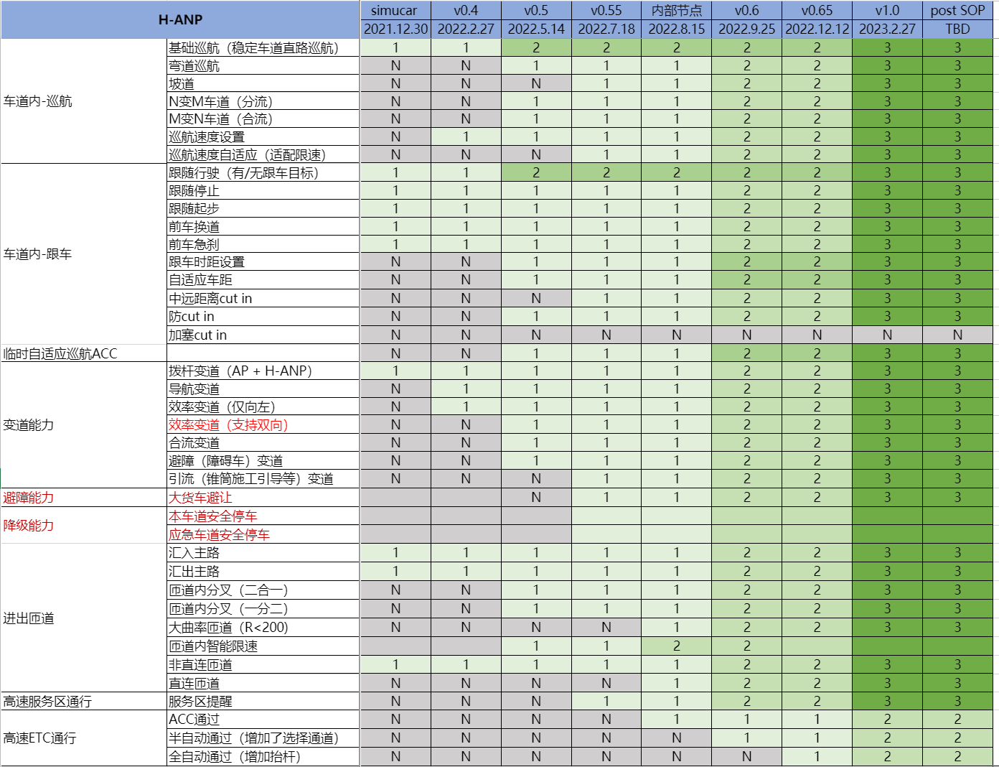 H-ANP simucar v0.4 v0.5 v0.55 内部节点 v0.6 v0.65 v1.0 post SOP
2021.12.30 2022.2.27 2022.5.14 2022.7.18 2022.8.15 2022.9.25 2022.12.12 2023.2.27 TBD
车道内-巡航 基础巡航（稳定车道直路巡航） 1 1 2 2 2 2 2 3 3
弯道巡航 N N 1 1 1 2 2 3 3
坡道 N N N 1 1 2 2 3 3
N变M车道（分流） N N 1 1 1 2 2 3 3
M变N车道（合流） N N 1 1 1 2 2 3 3
巡航速度设置 N 1 1 1 1 2 2 3 3
巡航速度自适应（适配限速） N N N 1 1 2 2 3 3
车道内-跟车 跟随行驶（有/无跟车目标） 1 1 2 2 2 2 2 3 3
跟随停止 1 1 1 1 1 2 2 3 3
跟随起步 1 1 1 1 1 2 2 3 3
前车换道 1 1 1 1 1 2 2 3 3
前车急刹 1 1 1 1 1 2 2 3 3
跟车时距设置 N N 1 1 1 2 2 3 3
自适应车距 N N 1 1 1 2 2 3 3
中远距离cut in N N N 1 1 2 2 3 3
防cut in N N 1 1 1 2 2 3 3
加塞cut in N N N N N N N N N
临时自适应巡航ACC N N 1 1 1 2 2 3 3
变道能力 拨杆变道（AP + H-ANP） 1 1 1 1 1 2 2 3 3
导航变道 N 1 1 1 1 2 2 3 3
效率变道（仅向左） N 1 1 1 1 2 2 3 3
效率变道（支持双向） N N 1 1 1 2 2 3 3
合流变道 N N 1 1 1 2 2 3 3
避障（障碍车）变道 N N 1 1 1 2 2 3 3
引流（锥筒施工引导等）变道 N N N 1 1 2 2 3 3
避障能力 大货车避让 N 1 1 2 2 3 3
降级能力 本车道安全停车
应急车道安全停车
进出匝道 汇入主路 1 1 1 1 1 2 2 3 3
汇出主路 1 1 1 1 1 2 2 3 3
匝道内分叉（二合一） N N 1 1 1 2 2 3 3
匝道内分叉（一分二） N N 1 1 1 2 2 3 3
大曲率匝道（R<200) N N N N 1 2 2 3 3
匝道内智能限速 1 1 2 2
非直连匝道 1 1 1 1 1 2 2 3 3
直连匝道 N N N N 1 2 2 3 3
高速服务区通行 服务区提醒 N N N 1 1 2 2 3 3
高速ETC通行 ACC通过 N N N N 1 1 1 2 2
半自动通过（增加了选择通道） N N N N N 1 1 2 2
全自动通过（增加抬杆） N N N N N N 1 2 2